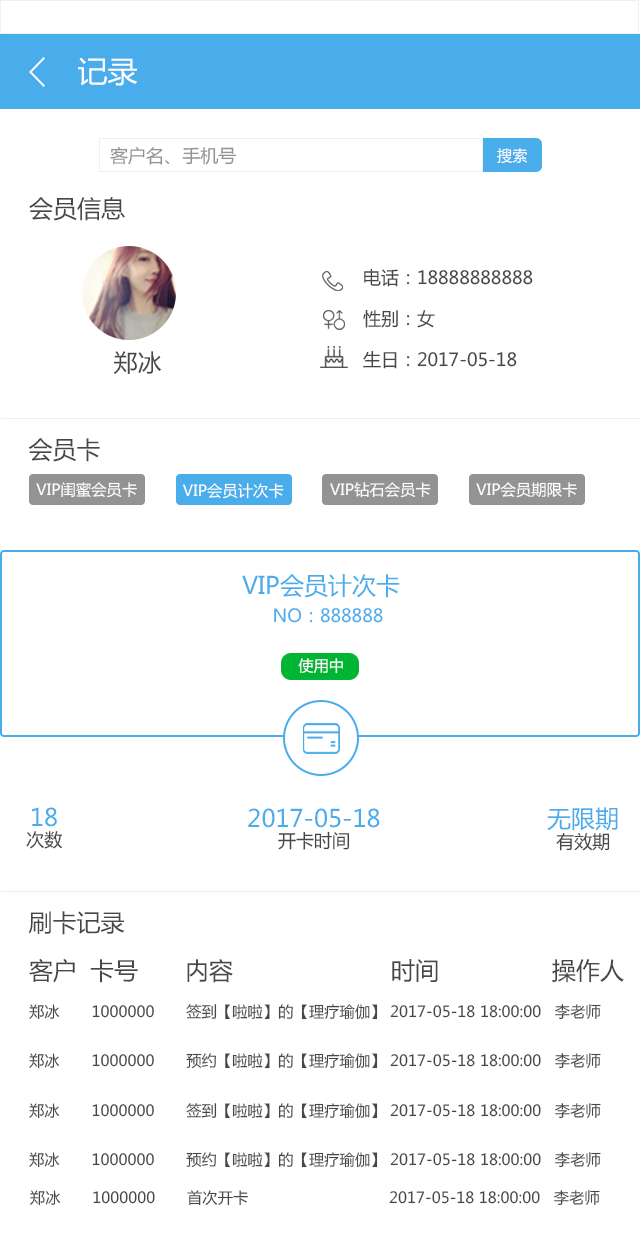 记录
客户名、手机号 搜索
会员信息
电话：18888888888
性别：女
生日：2017-05-18
郑冰
会员卡
VIP闺蜜会员卡 VIP会员计次卡 VIP钻石会员卡 VIP会员期限卡
VIP会员计次卡
NO：888888
使用中
18 2017-05-18 无限期
次数 开卡时间 有效期
刷卡记录
客户 卡号 内容 时间 操作人
郑冰 1000000 签到【啦啦】的【理疗瑜伽】 2017-05-18 18:00:00 李老师
郑冰 1000000 预约【啦啦】的【理疗瑜伽】 2017-05-18 18:00:00 李老师
郑冰 1000000 签到【啦啦】的【理疗瑜伽】 2017-05-18 18:00:00 李老师
郑冰 1000000 预约【啦啦】的【理疗瑜伽】 2017-05-18 18:00:00 李老师
郑冰 1000000 首次开卡 2017-05-18 18:00:00 李老师